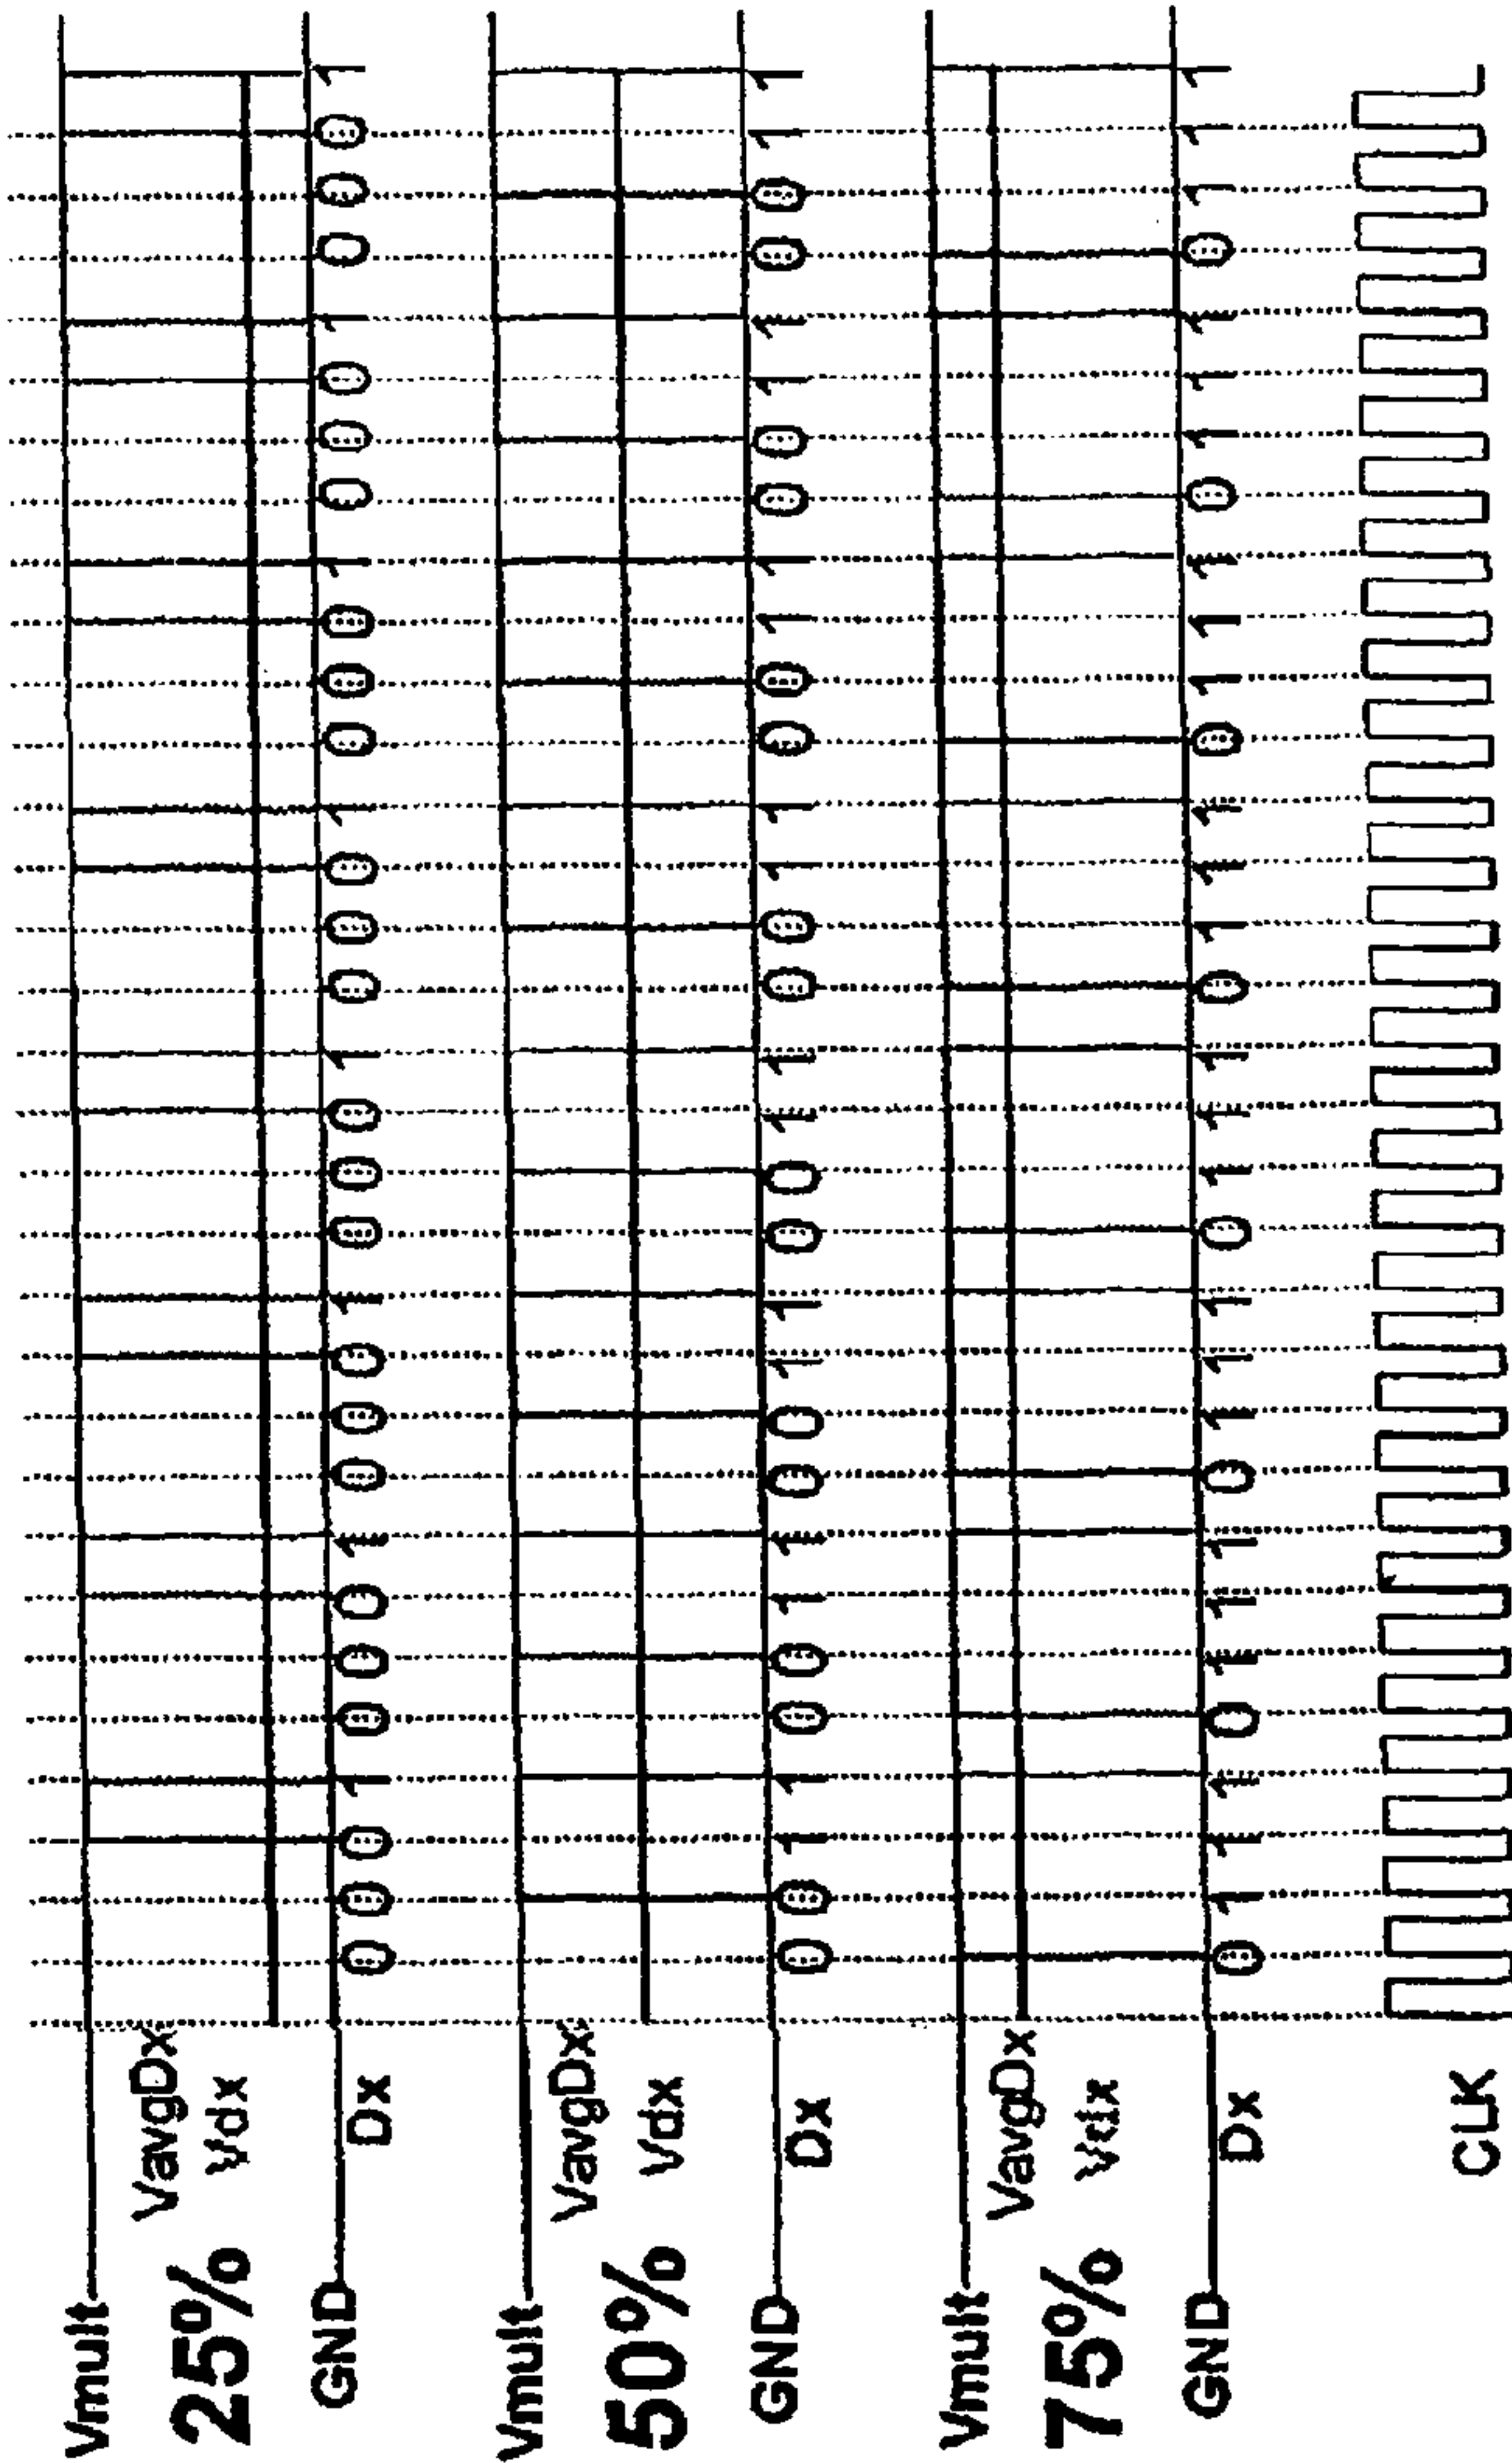 Vmult
VavgDx
25% Vdx
GND
Dx 0 0 0 1 0 0 0 1 0 0 0 1 0 0 0 1 0 0 0 1 0 0 0 1 0 0 0 1 0 0 0 1
Vmult
VavgDx
50% Vdx
GND
Dx 0 0 1 1 0 0 1 1 0 0 1 1 0 0 1 1 0 0 1 1 0 0 1 1 0 0 1 1 0 0 1 1
Vmult
VavgDx
75% Vdx
GND
Dx 0 1 1 1 0 1 1 1 0 1 1 1 0 1 1 1 0 1 1 1 0 1 1 1 0 1 1 1 0 1 1 1
CLK